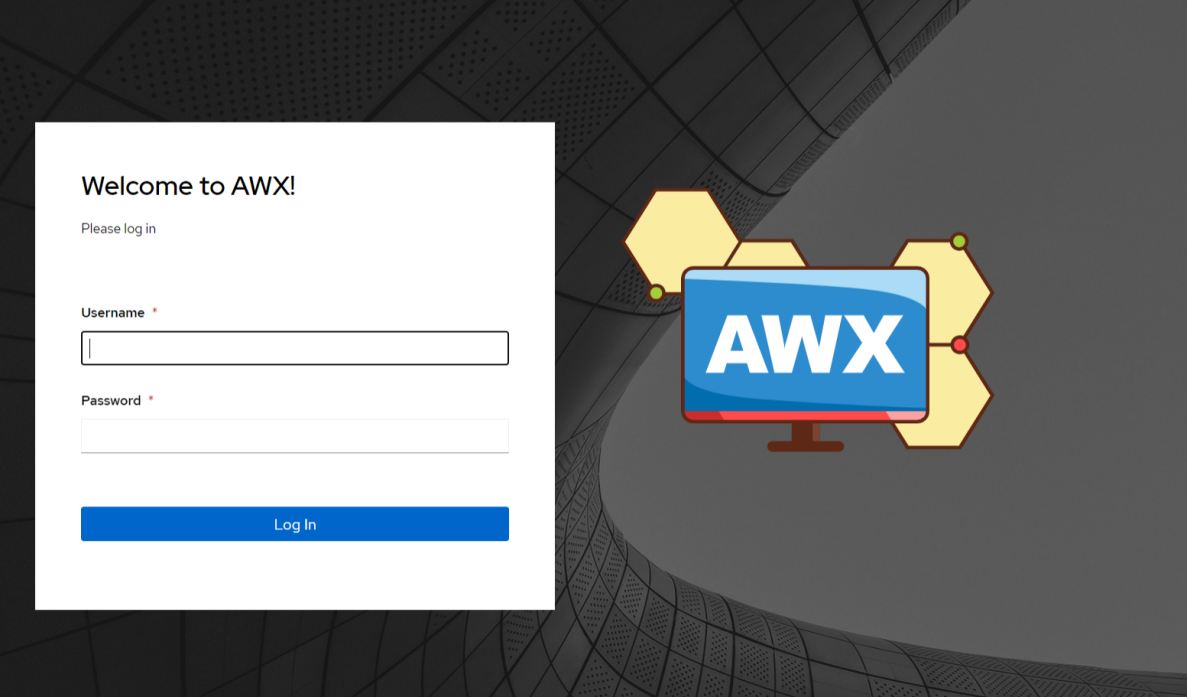 Welcome to AWX!
Please log in
Username *
Password *
Log In
AWX